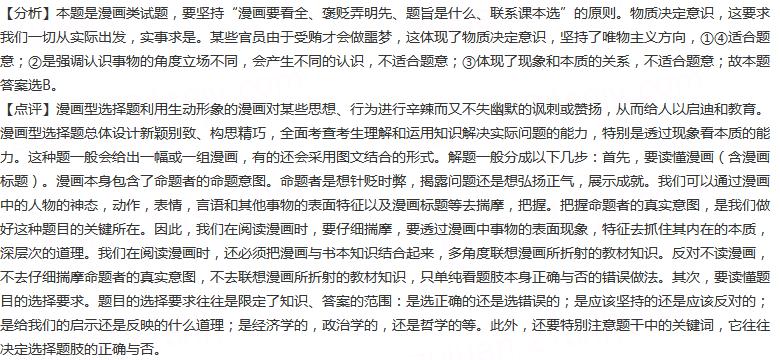 【分析】本题是漫画类试题，要坚持“漫画要看全、褒贬弄明先、题旨是什么、联系课本选”的原则。物质决定意识，这要求
我们一切从实际出发，实事求是。某些官员由于受贿才会做噩梦，这体现了物质决定意识，坚持了唯物主义方向，①④适合题
意；②是强调认识事物的角度立场不同，会产生不同的认识，不适合题意；③体现了现象和本质的关系，不适合题意；故本题
答案选B。
【点评】漫画型选择题利用生动形象的漫画对某些思想、行为进行辛辣而又不失幽默的讽刺或赞扬，从而给人以启迪和教育。
漫画型选择题总体设计新颖别致、构思精巧，全面考查考生理解和运用知识解决实际问题的能力，特别是透过现象看本质的能
力。这种题一般会给出一幅或一组漫画，有的还会采用图文结合的形式。解题一般分成以下几步：首先，要读懂漫画（含漫画
标题）。漫画本身包含了命题者的命题意图。命题者是想针贬时弊，揭露问题还是想弘扬正气，展示成就。我们可以通过漫画
中的人物的神态，动作，表情，言语和其他事物的表面特征以及漫画标题等去揣摩，把握。把握命题者的真实意图，是我们做
好这种题目的关键所在。因此，我们在阅读漫画时，要仔细揣摩，要透过漫画中事物的表面现象，特征去抓住其内在的本质，
深层次的道理。我们在阅读漫画时，还必须把漫画与书本知识结合起来，多角度联想漫画所折射的教材知识。反对不读漫画，
不去仔细揣摩命题者的真实意图，不去联想漫画所折射的教材知识，只单纯看题肢本身正确与否的错误做法。其次，要读懂题
目的选择要求。题目的选择要求往往是限定了知识、答案的范围：是选正确的还是选错误的；是应该坚持的还是应该反对的；
是给我们的启示还是反映的什么道理；是经济学的，政治学的，还是哲学的等。此外，还要特别注意题干中的关键词，它往往
决定选择题肢的正确与否。